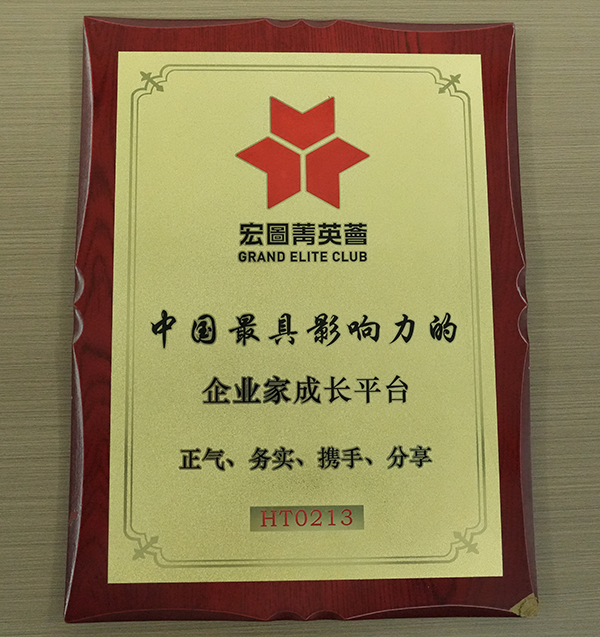 宏圖菁英薈
GRAND ELITE CLUB
中国最具影响力的
企业家成长平台
正气、务实、携手、分享
HT0213